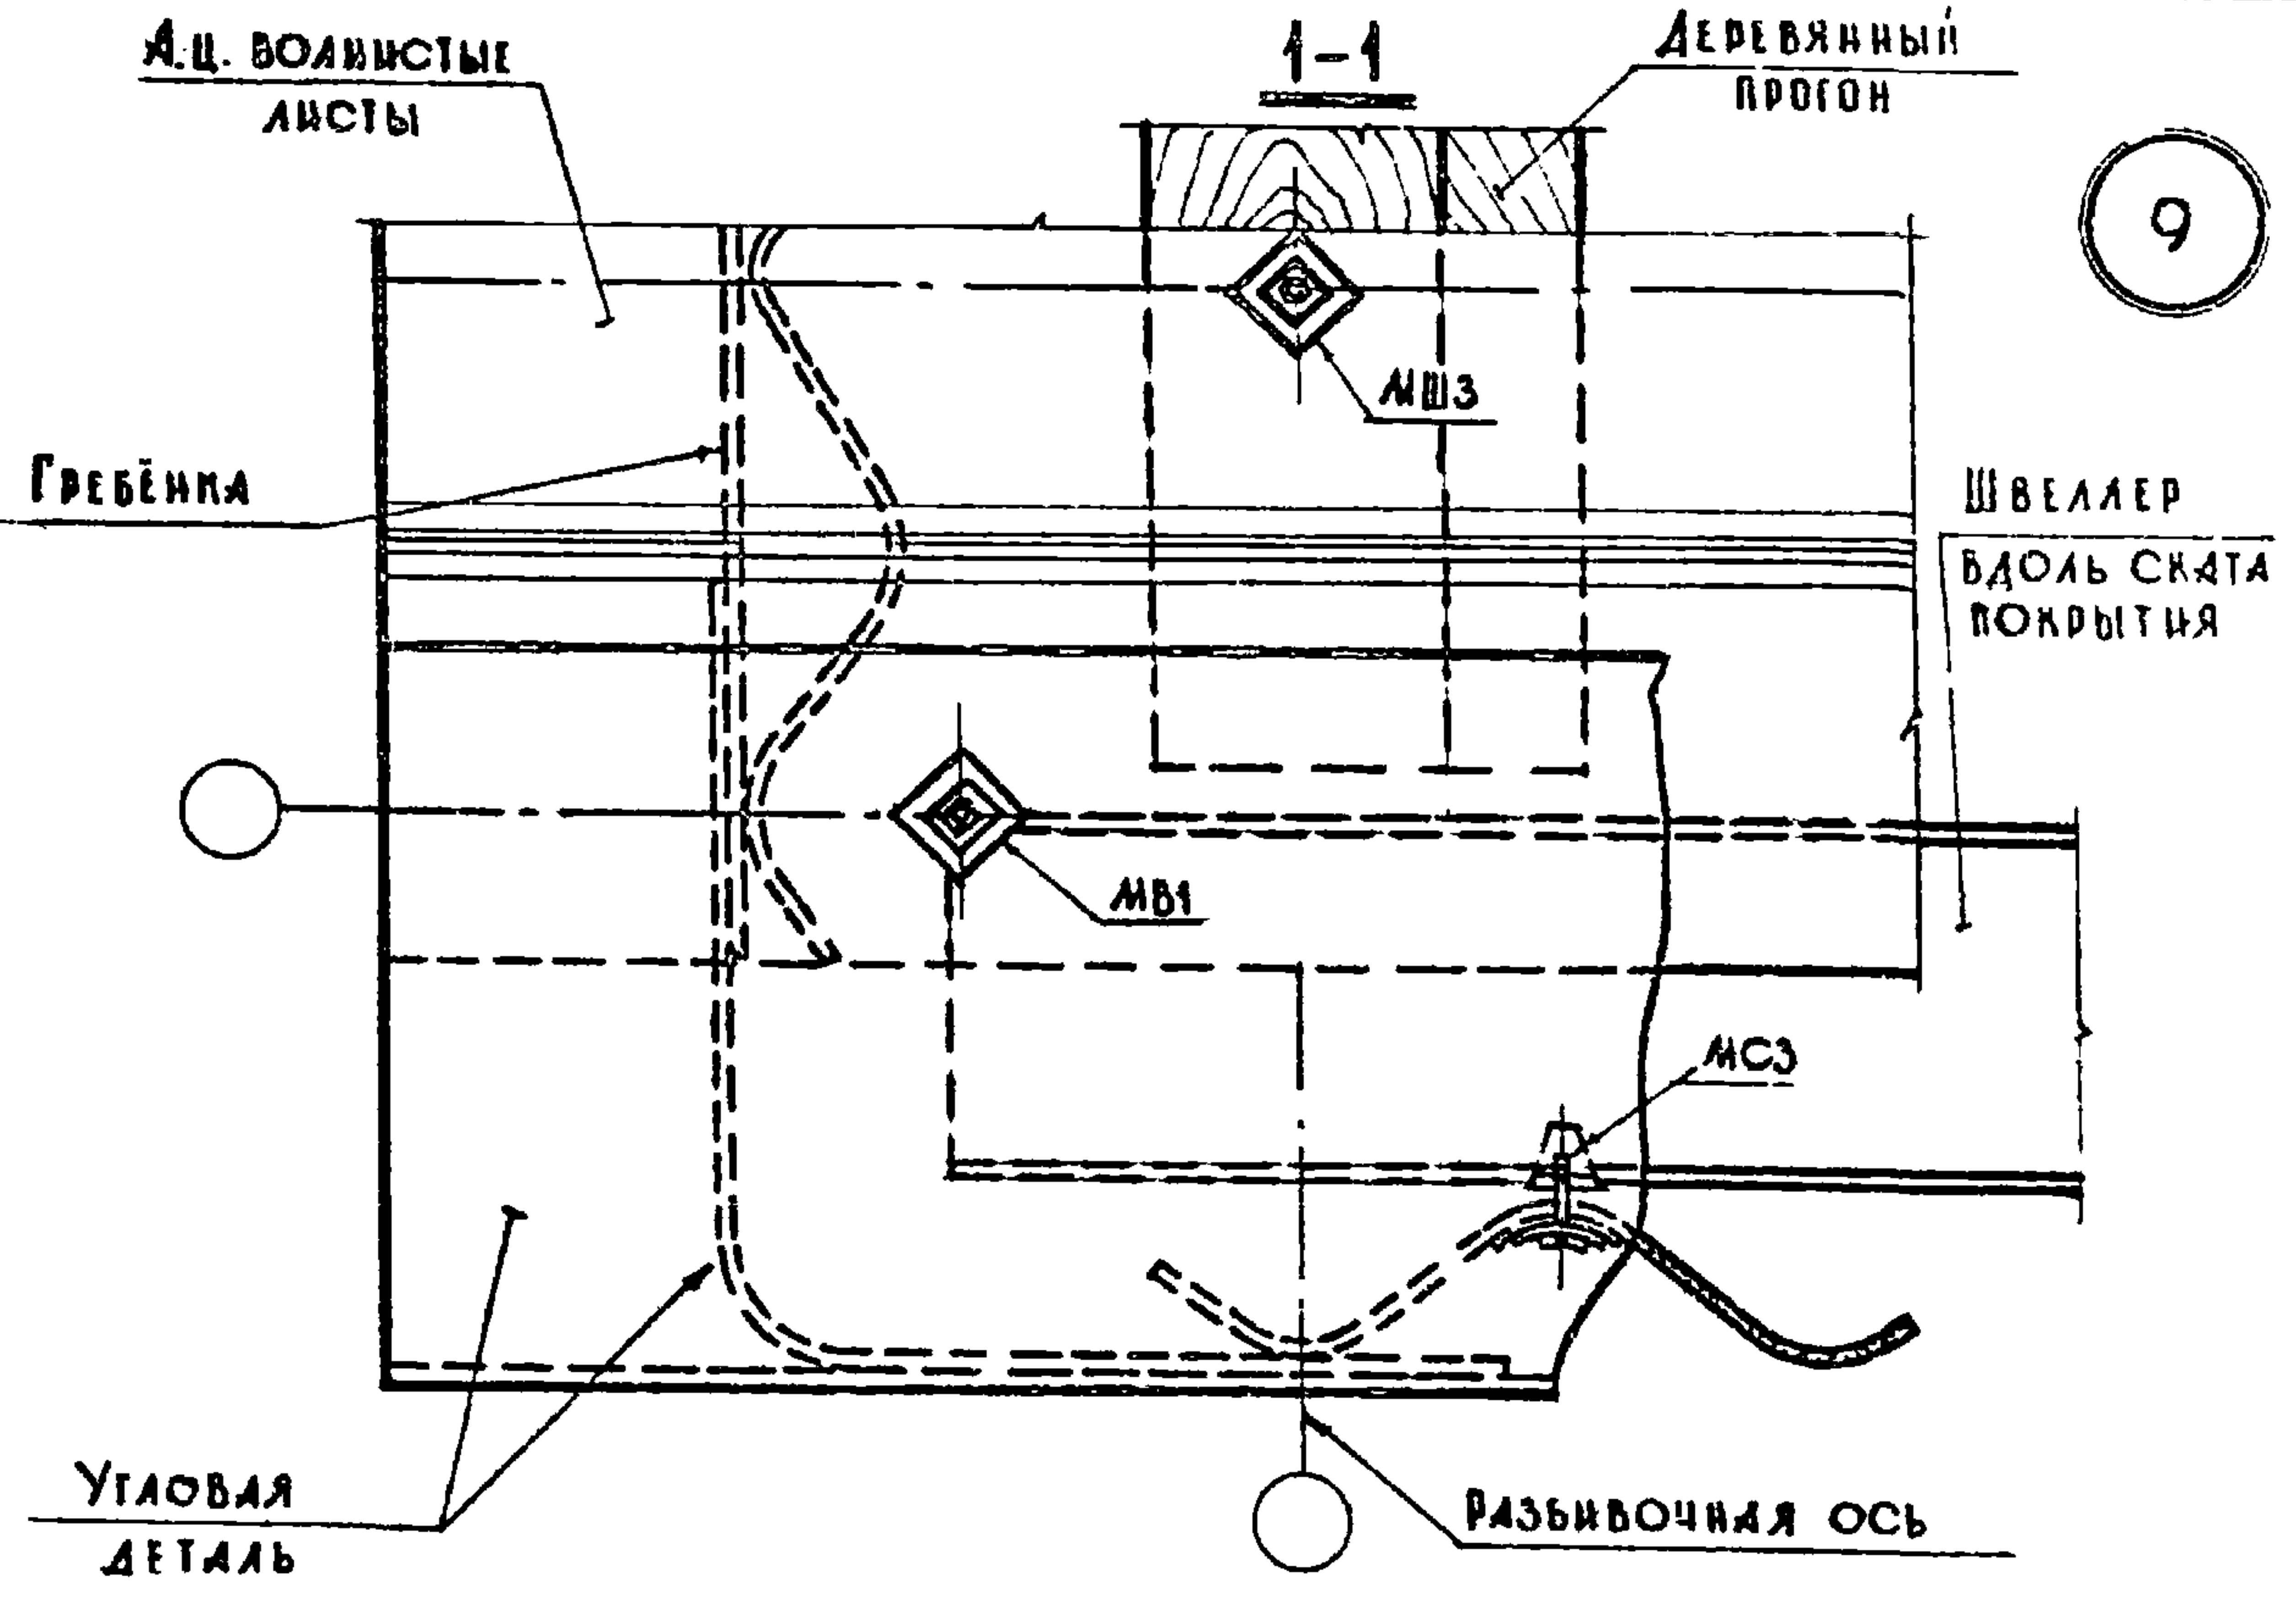 А.Ц. ВОЛНИСТЫЕ
ЛИСТЫ
1-1
ДЕРЕВЯННЫЙ
ПРОГОН
9
МШ3
ГРЕБЁНКА
ШВЕЛЛЕР
ВДОЛЬ СКАТА
ПОКРЫТИЯ
МВ1
МС3
УГЛОВАЯ
ДЕТАЛЬ
РАЗБИВОЧНАЯ ОСЬ